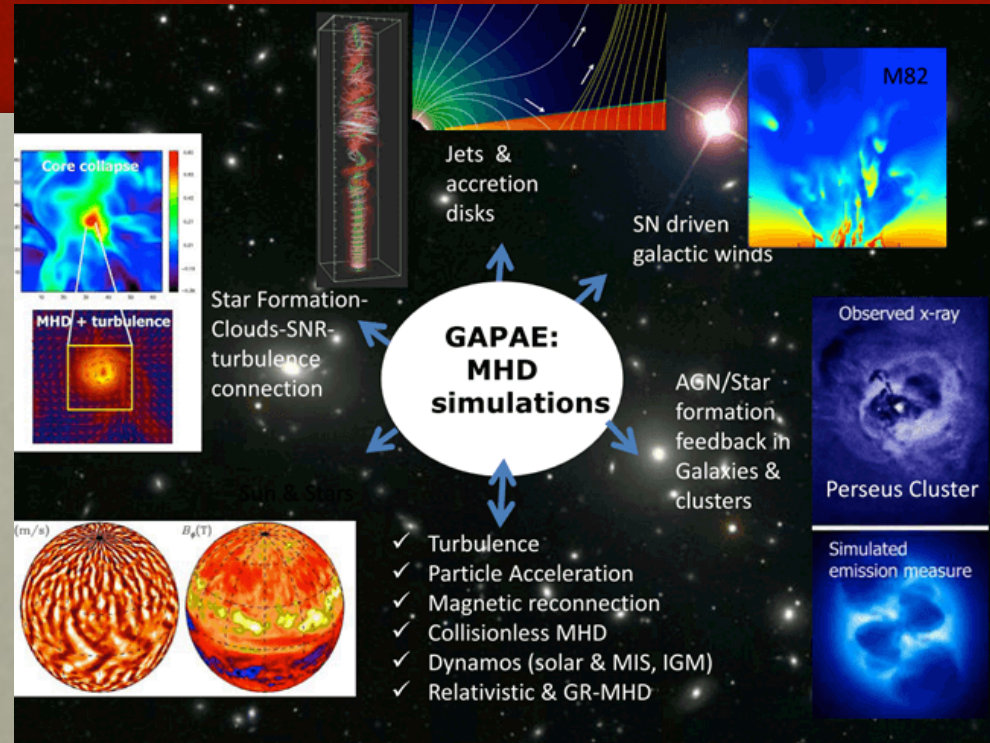 M82
Core collapse
Jets &
accretion
disks
SN driven
galactic winds
MHD + turbulence
Star Formation-
Clouds-SNR-
turbulence
connection
GAPAE:
MHD
simulations
Observed x-ray
AGN/Star
formation
feedback in
Galaxies &
clusters
Perseus Cluster
Sun & Stars
(m/s)
Bφ(T)
✓ Turbulence
✓ Particle Acceleration
✓ Magnetic reconnection
✓ Collisionless MHD
✓ Dynamos (solar & MIS, IGM)
✓ Relativistic & GR-MHD
Simulated
emission measure